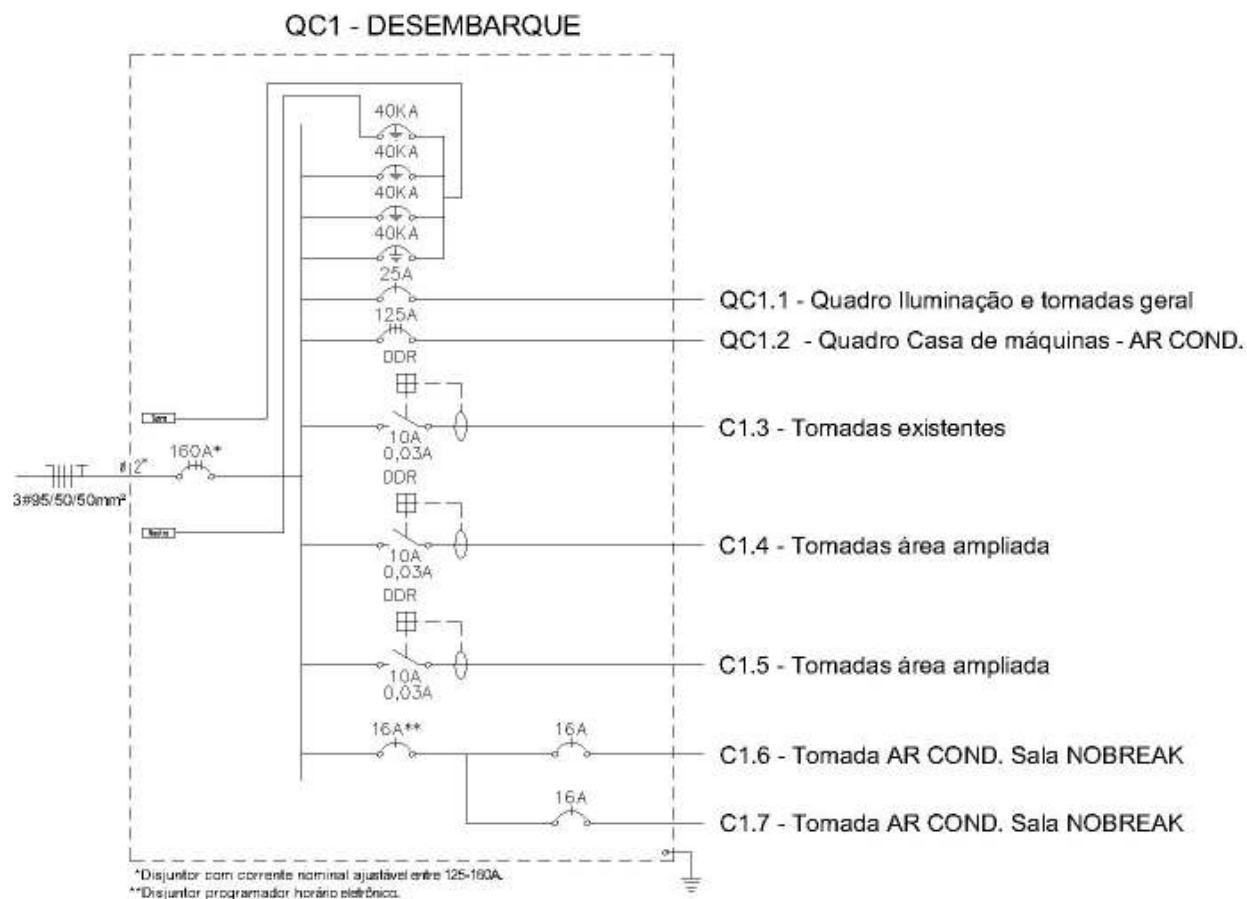 QC1 - DESEMBARQUE
40KA
40KA
40KA
40KA
25A
QC1.1 - Quadro Iluminação e tomadas geral
125A
QC1.2 - Quadro Casa de máquinas - AR COND.
DDR
C1.3 - Tomadas existentes
10A
0,03A
Terra
160A*
ø 2"
3#95/50/50mm²
Neutro
DDR
C1.4 - Tomadas área ampliada
10A
0,03A
DDR
C1.5 - Tomadas área ampliada
10A
0,03A
16A**
16A
C1.6 - Tomada AR COND. Sala NOBREAK
16A
C1.7 - Tomada AR COND. Sala NOBREAK
*Disjuntor com corrente nominal ajustável entre 125-160A.
**Disjuntor programador horário eletrônico.